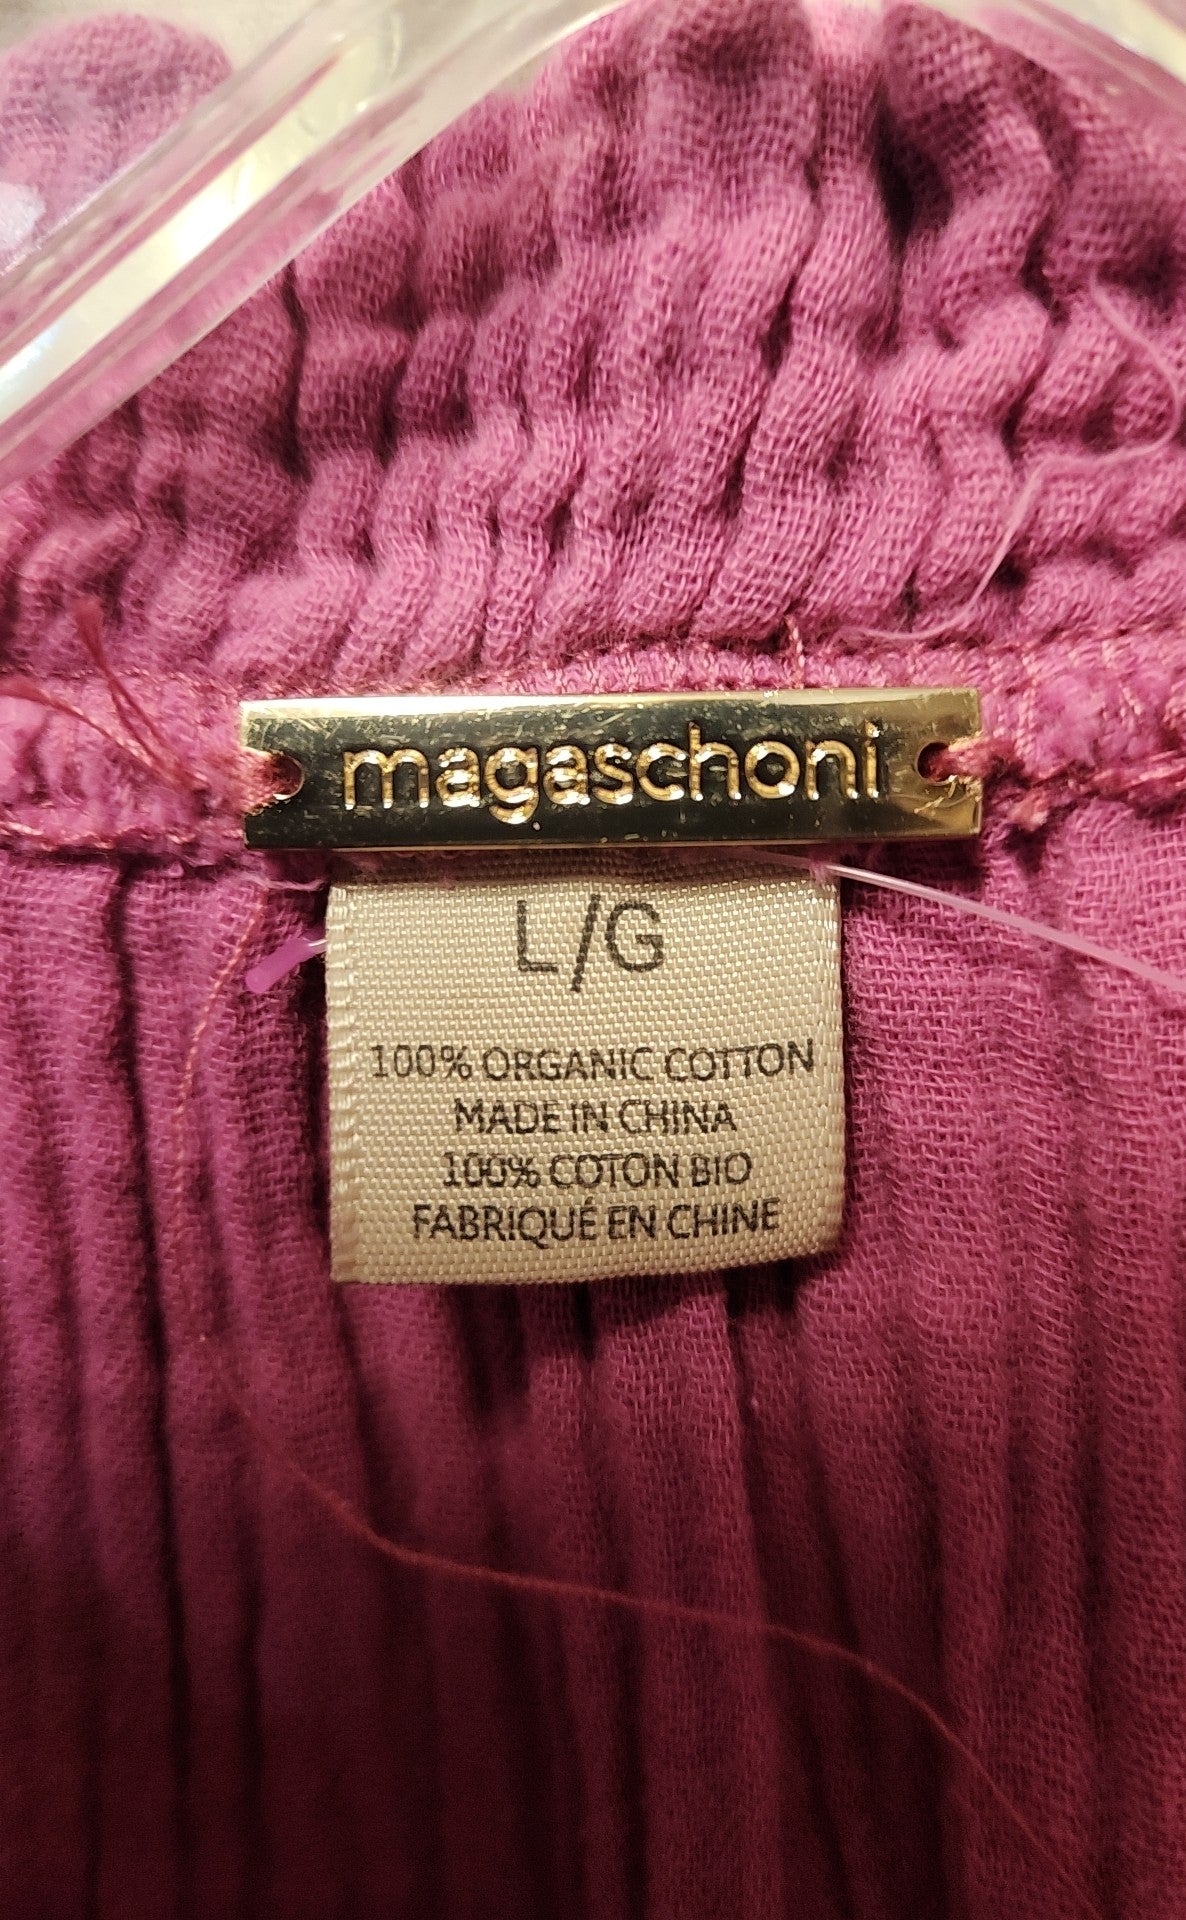 magaschoni
L/G
100% ORGANIC COTTON
MADE IN CHINA
100% COTON BIO
FABRIQUÉ EN CHINE